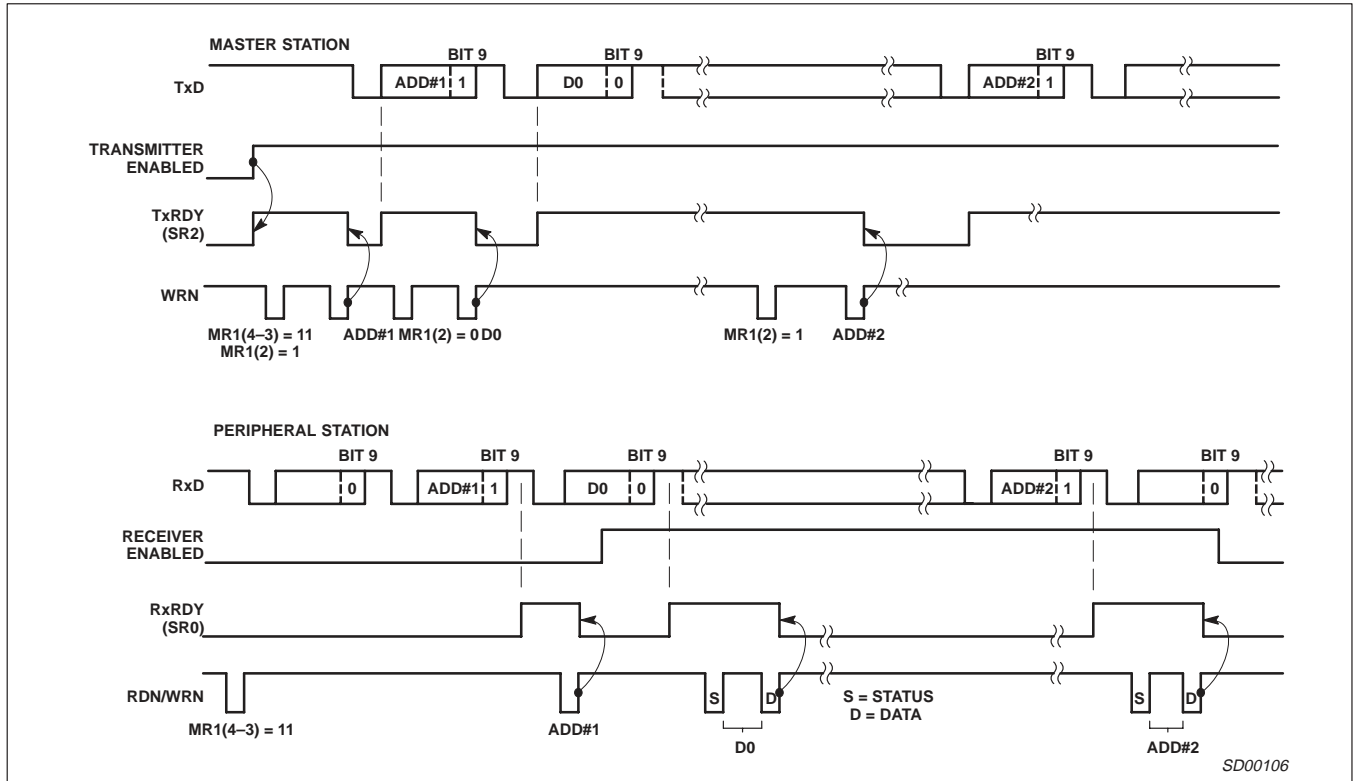 MASTER STATION
BIT 9 BIT 9 BIT 9
TxD ADD#1 1 D0 0 ADD#2 1
TRANSMITTER
ENABLED
TxRDY
(SR2)
WRN
MR1(4–3) = 11 ADD#1 MR1(2) = 0 D0 MR1(2) = 1 ADD#2
MR1(2) = 1
PERIPHERAL STATION
BIT 9 BIT 9 BIT 9 BIT 9 BIT 9
RxD 0 ADD#1 1 D0 0 ADD#2 1 0
RECEIVER
ENABLED
RxRDY
(SR0)
RDN/WRN S D S = STATUS S D
D = DATA
MR1(4–3) = 11 ADD#1 D0 ADD#2
SD00106